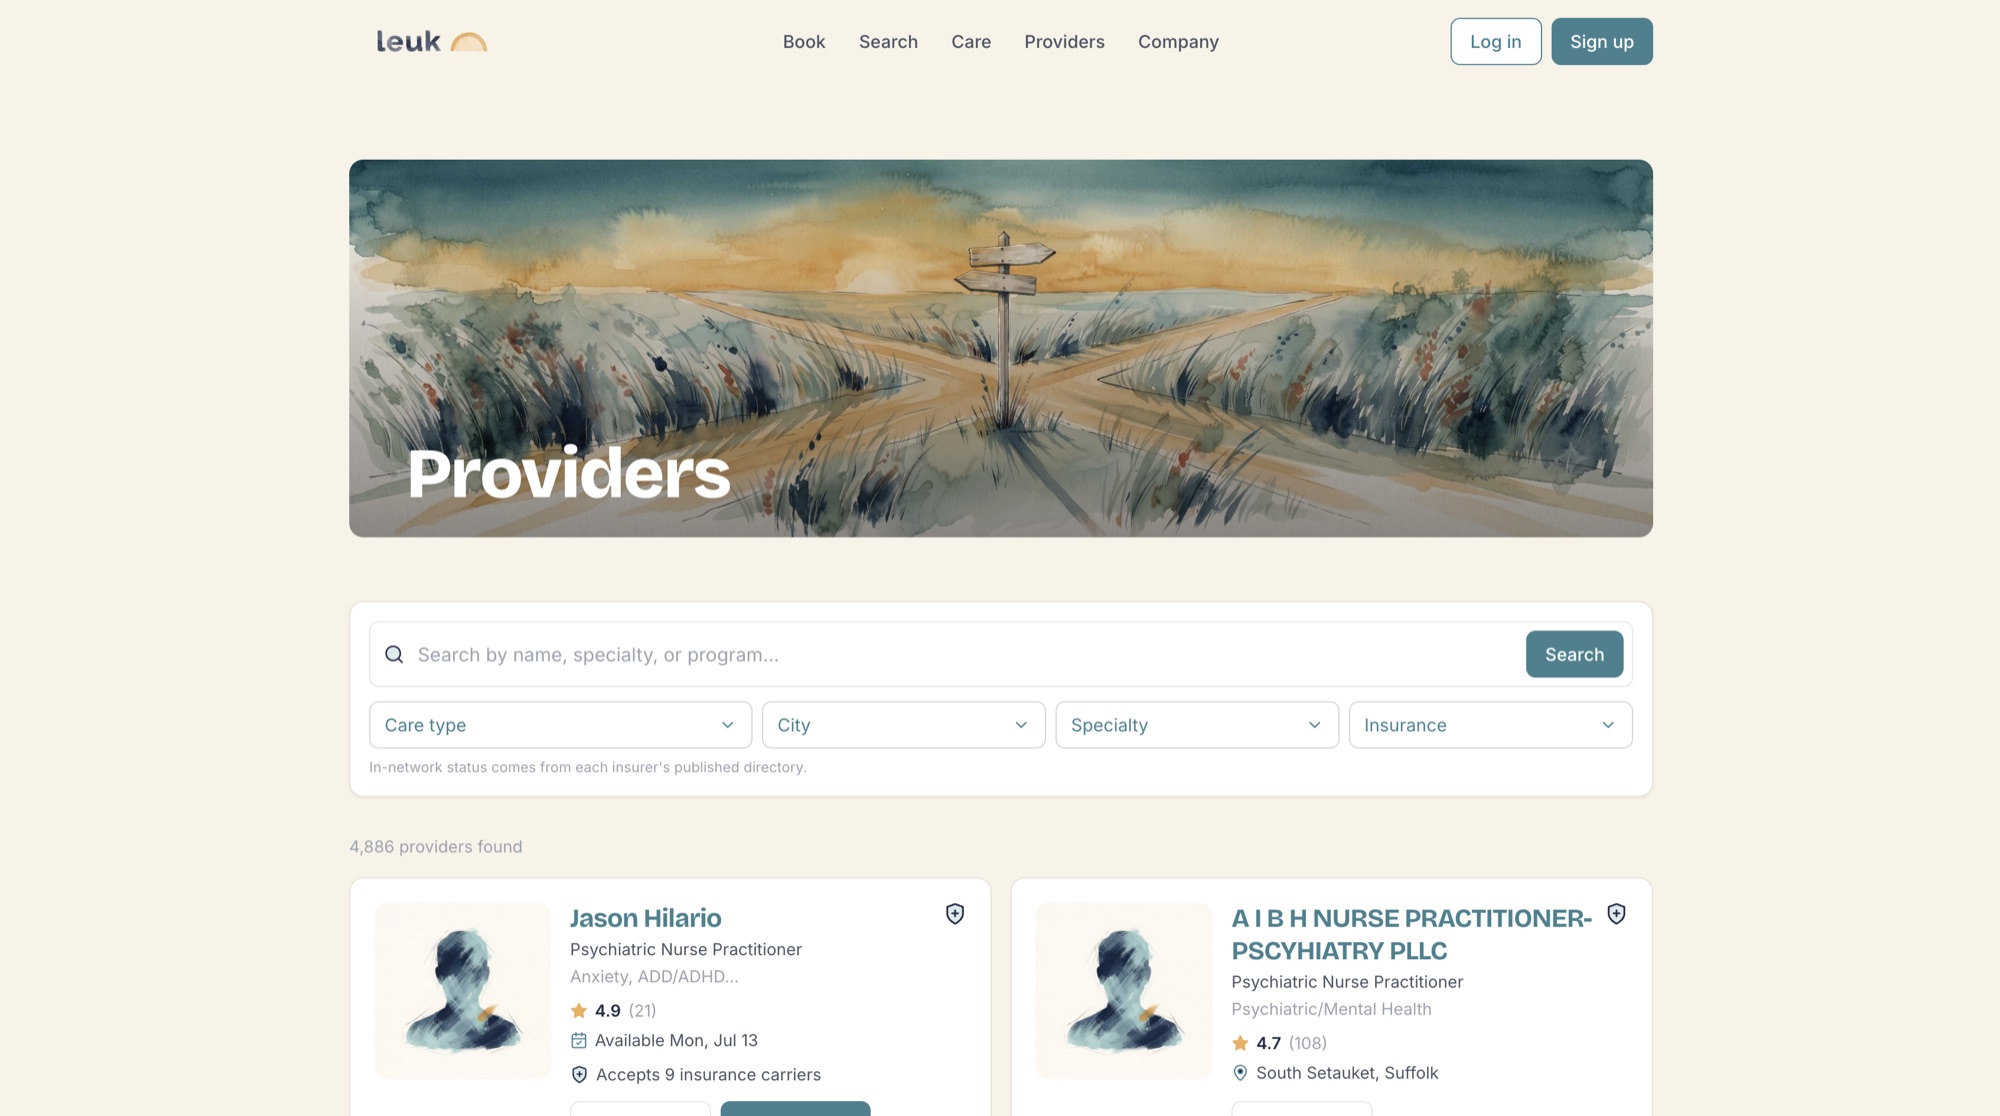 leuk
Book Search Care Providers Company
Log in Sign up
Providers
Search by name, specialty, or program...
Search
Care type City Specialty Insurance
In-network status comes from each insurer's published directory.
4,886 providers found
Jason Hilario
Psychiatric Nurse Practitioner
Anxiety, ADD/ADHD...
4.9 (21)
Available Mon, Jul 13
Accepts 9 insurance carriers
A I B H NURSE PRACTITIONER-
PSCYHIATRY PLLC
Psychiatric Nurse Practitioner
Psychiatric/Mental Health
4.7 (108)
South Setauket, Suffolk